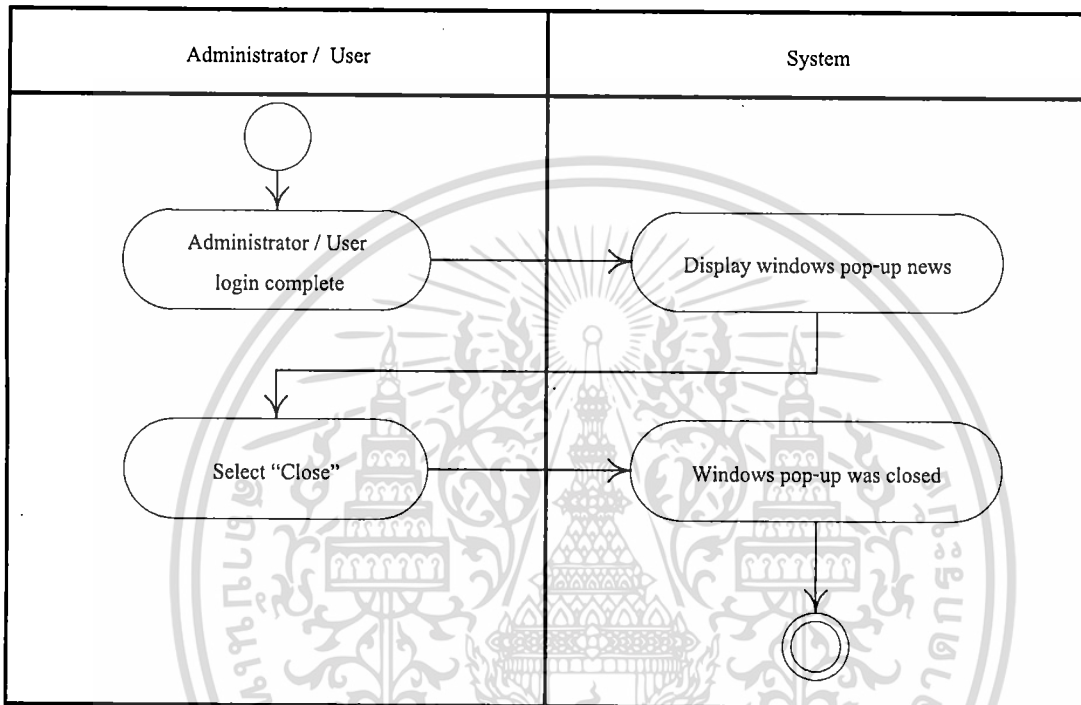 Administrator / User
System
Administrator / User
login complete
Display windows pop-up news
Select “Close”
Windows pop-up was closed